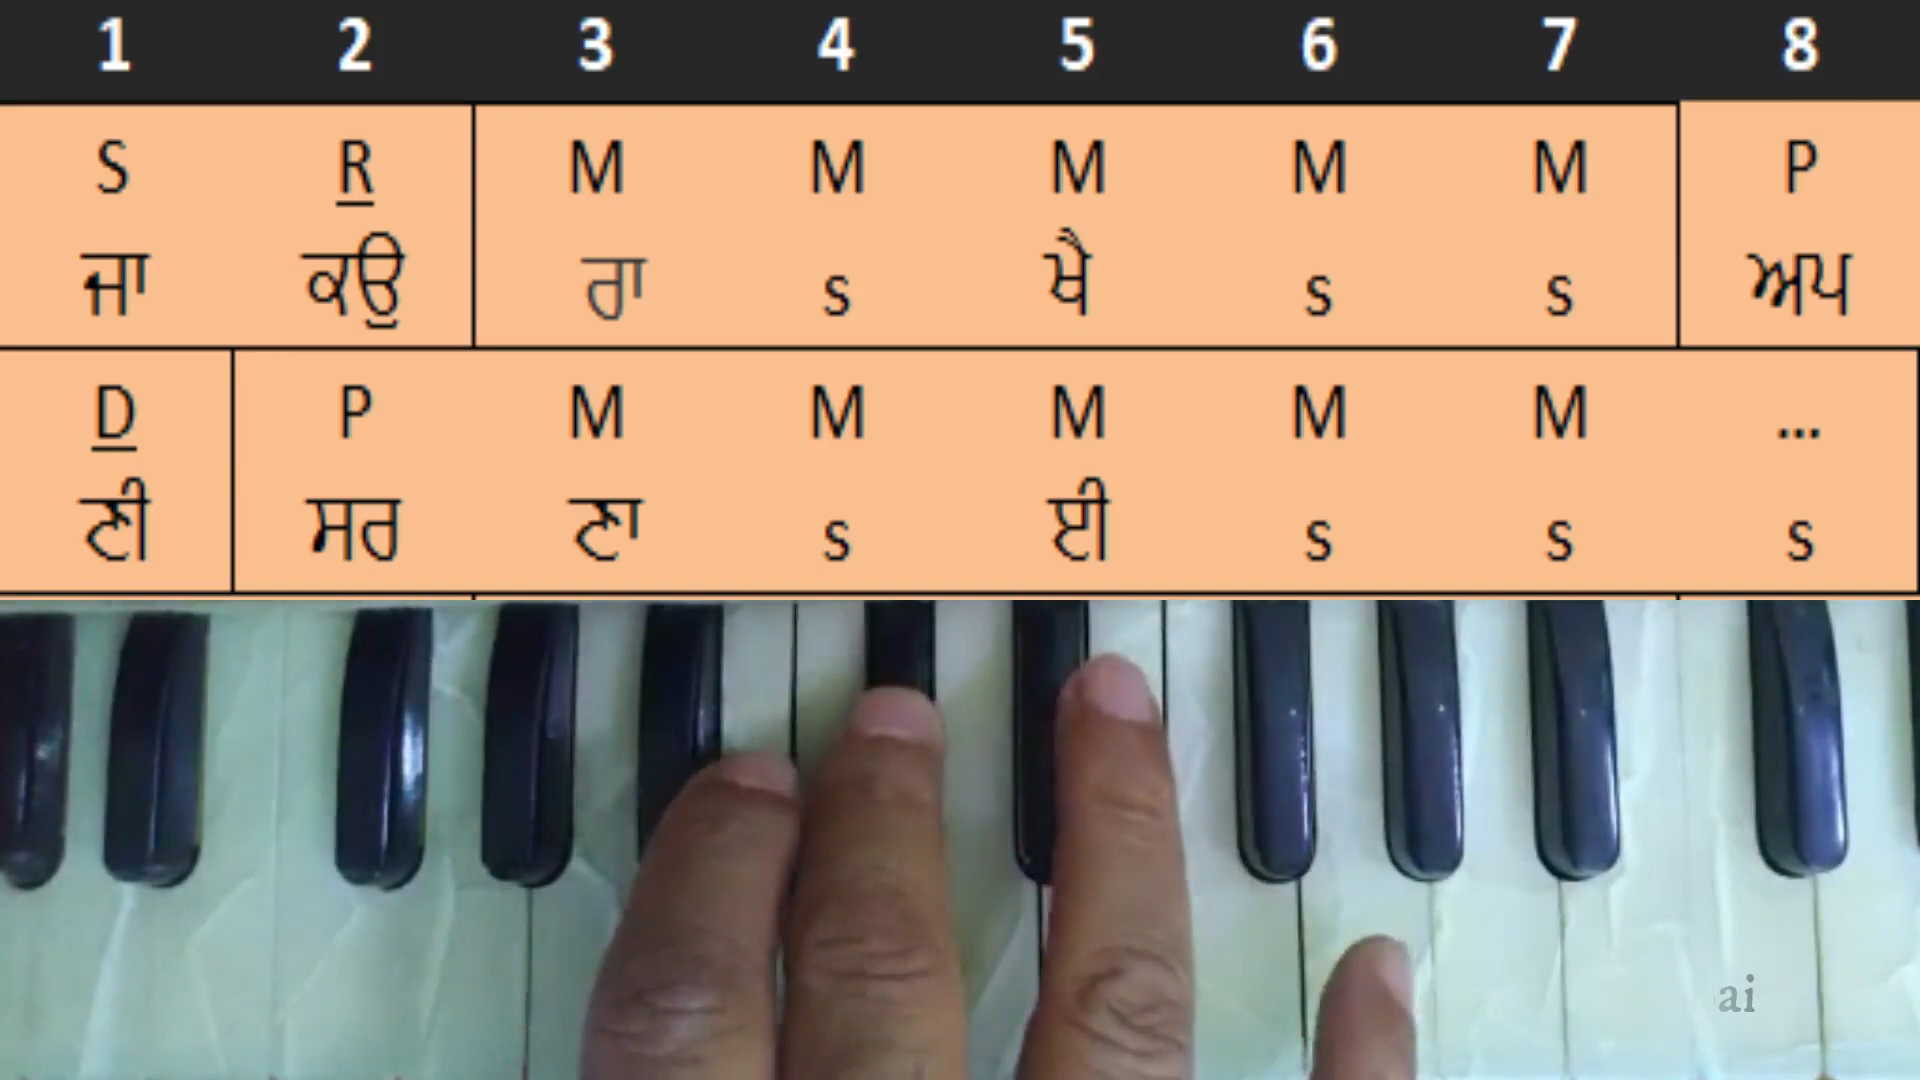 1 2 3 4 5 6 7 8
S R M M M M M P
ਜਾ ਕਉ ਰਾ s ਖੈ s s ਅਪ
D P M M M M M ...
ਣੀ ਸਰ ਣਾ s ਈ s s s
ai